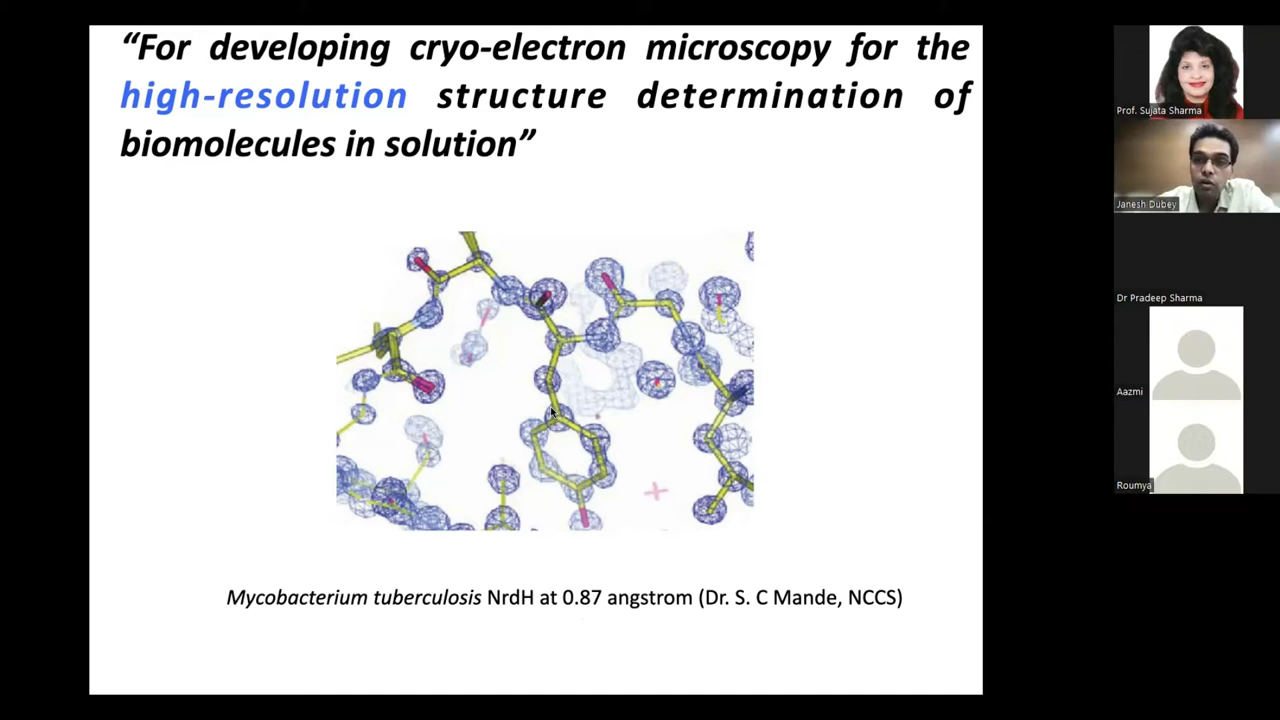 “For developing cryo-electron microscopy for the
high-resolution structure determination of
biomolecules in solution”
Mycobacterium tuberculosis NrdH at 0.87 angstrom (Dr. S. C Mande, NCCS)
Prof. Sujata Sharma
Janesh Dubey
Dr Pradeep Sharma
Aazmi
Roumya